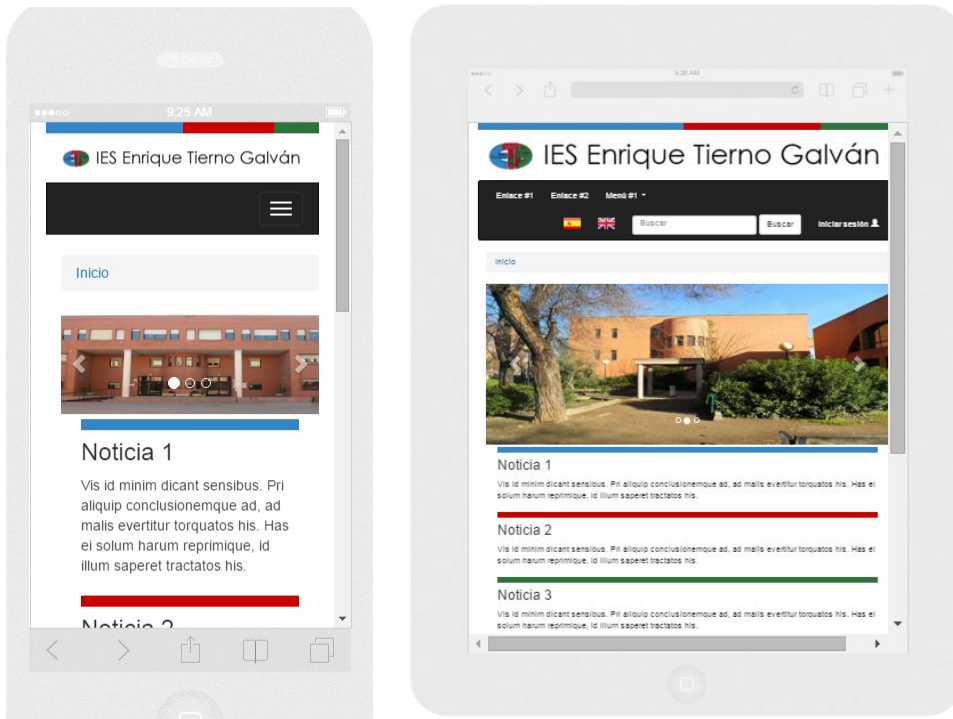 9:25 AM
IES Enrique Tierno Galván
Inicio
Noticia 1
Vis id minim dicant sensibus. Pri
aliquip conclusionemque ad, ad
malis evertitur torquatos his. Has
ei solum harum reprimique, id
illum saperet tractatos his.
Noticia 2
9:28 AM
IES Enrique Tierno Galván
Enlace #1 Enlace #2 Menú #1
Buscar Buscar Iniciar sesión
Inicio
Noticia 1
Vis id minim dicant sensibus. Pri aliquip conclusionemque ad, ad malis evertitur torquatos his. Has ei
solum harum reprimique, id illum saperet tractatos his.
Noticia 2
Vis id minim dicant sensibus. Pri aliquip conclusionemque ad, ad malis evertitur torquatos his. Has ei
solum harum reprimique, id illum saperet tractatos his.
Noticia 3
Vis id minim dicant sensibus. Pri aliquip conclusionemque ad, ad malis evertitur torquatos his. Has ei
solum harum reprimique, id illum saperet tractatos his.